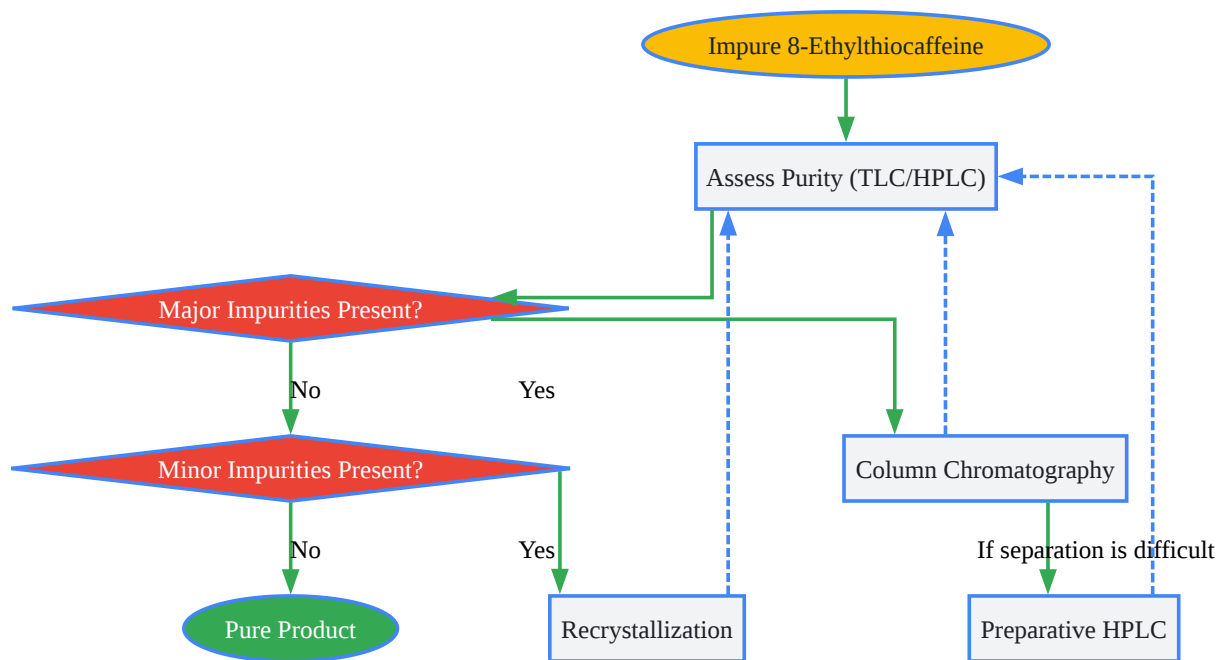 Impure 8-Ethylthiocaffeine
Assess Purity (TLC/HPLC)
Major Impurities Present?
No
Yes
Minor Impurities Present?
Column Chromatography
No
Yes
If separation is difficult
Pure Product
Recrystallization
Preparative HPLC